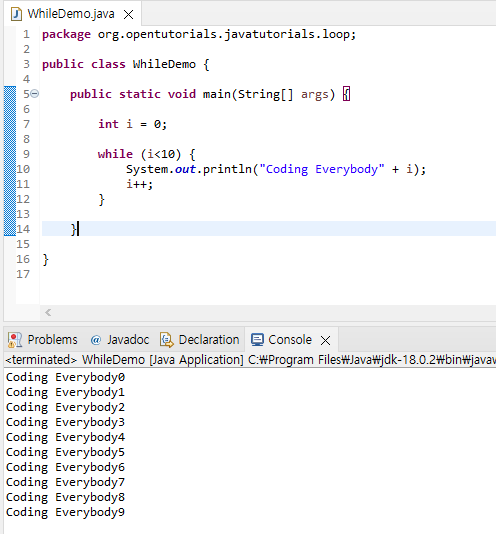 WhileDemo.java
1 package org.opentutorials.javatutorials.loop;
2
3 public class WhileDemo {
4
5 public static void main(String[] args) {
6
7 int i = 0;
8
9 while (i<10) {
10 System.out.println("Coding Everybody" + i);
11 i++;
12 }
13
14 }
15
16 }
17
Problems @ Javadoc Declaration Console
<terminated> WhileDemo [Java Application] C:₩Program Files₩Java₩jdk-18.0.2₩bin₩javaw
Coding Everybody0
Coding Everybody1
Coding Everybody2
Coding Everybody3
Coding Everybody4
Coding Everybody5
Coding Everybody6
Coding Everybody7
Coding Everybody8
Coding Everybody9